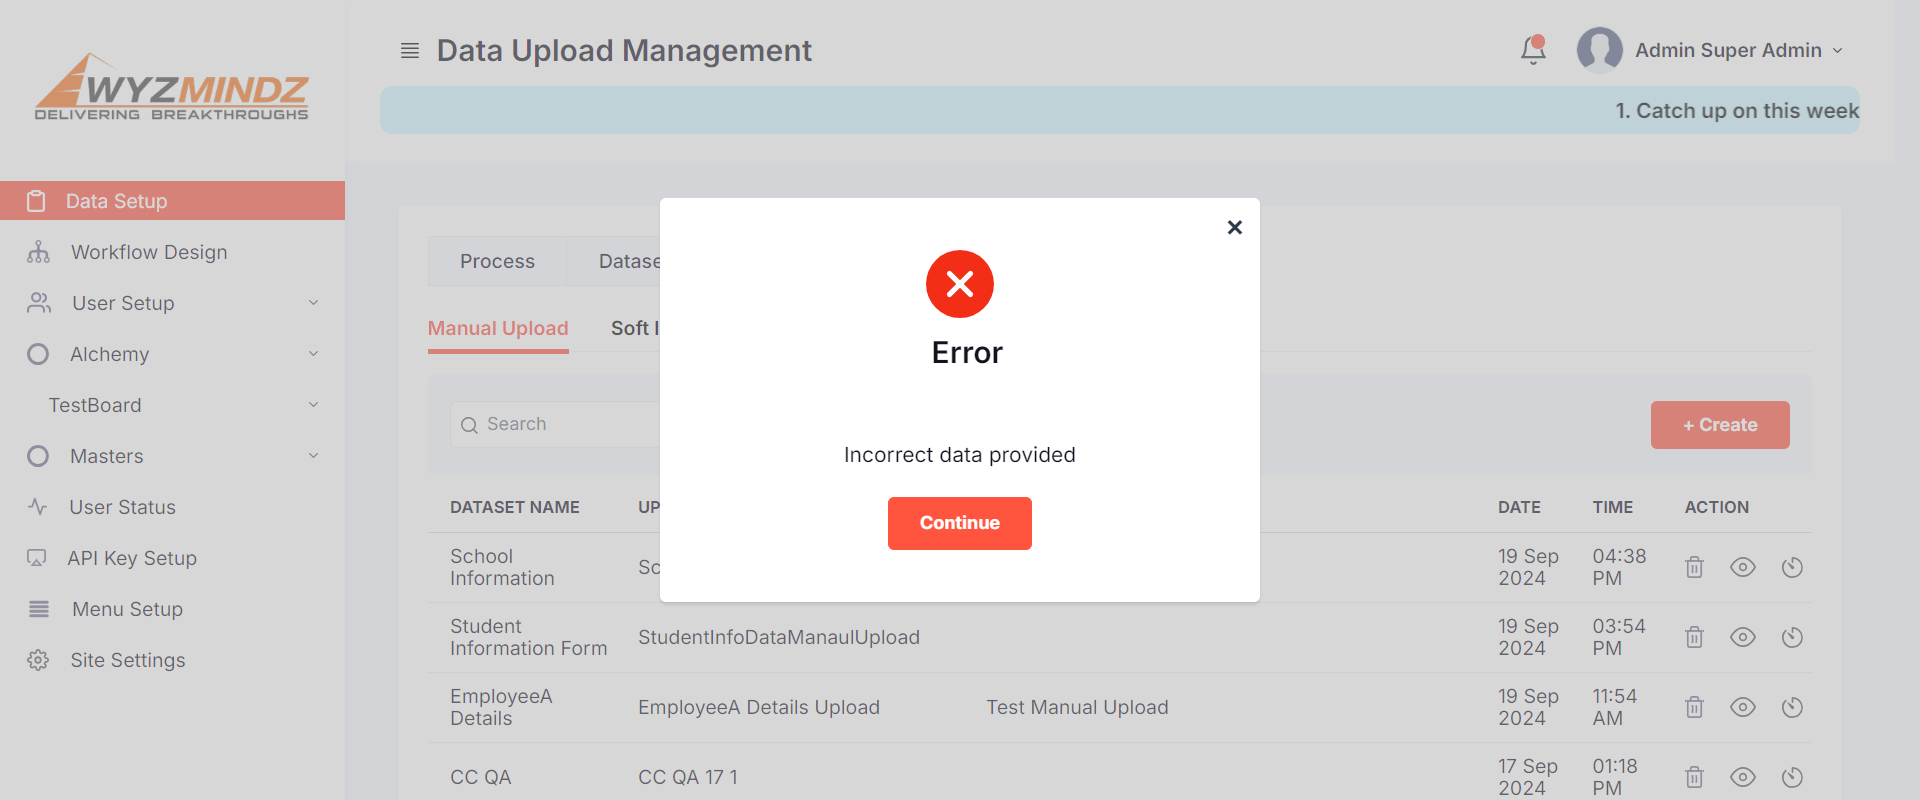 WYZMINDZ
DELIVERING BREAKTHROUGHS
Data Setup
Workflow Design
User Setup
Alchemy
TestBoard
Masters
User Status
API Key Setup
Menu Setup
Site Settings
Data Upload Management
Admin Super Admin
1. Catch up on this week
Process
Manual Upload
Soft
Search
+ Create
Error
Incorrect data provided
Continue
DATASET NAME UP DATE TIME ACTION
School Information Sc 19 Sep 2024 04:38 PM
Student Information Form StudentInfoDataManaulUpload 19 Sep 2024 03:54 PM
EmployeeA Details EmployeeA Details Upload Test Manual Upload 19 Sep 2024 11:54 AM
CC QA CC QA 17 1 17 Sep 2024 01:18 PM